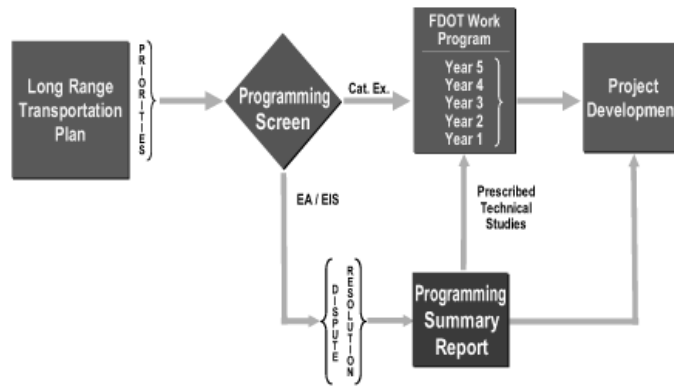 Long Range
Transportation
Plan
PRIORITIES
Programming
Screen
Cat. Ex.
FDOT Work
Program
Year 5
Year 4
Year 3
Year 2
Year 1
Project
Development
EA / EIS
Prescribed
Technical
Studies
DISPUTE
RESOLUTION
Programming
Summary
Report